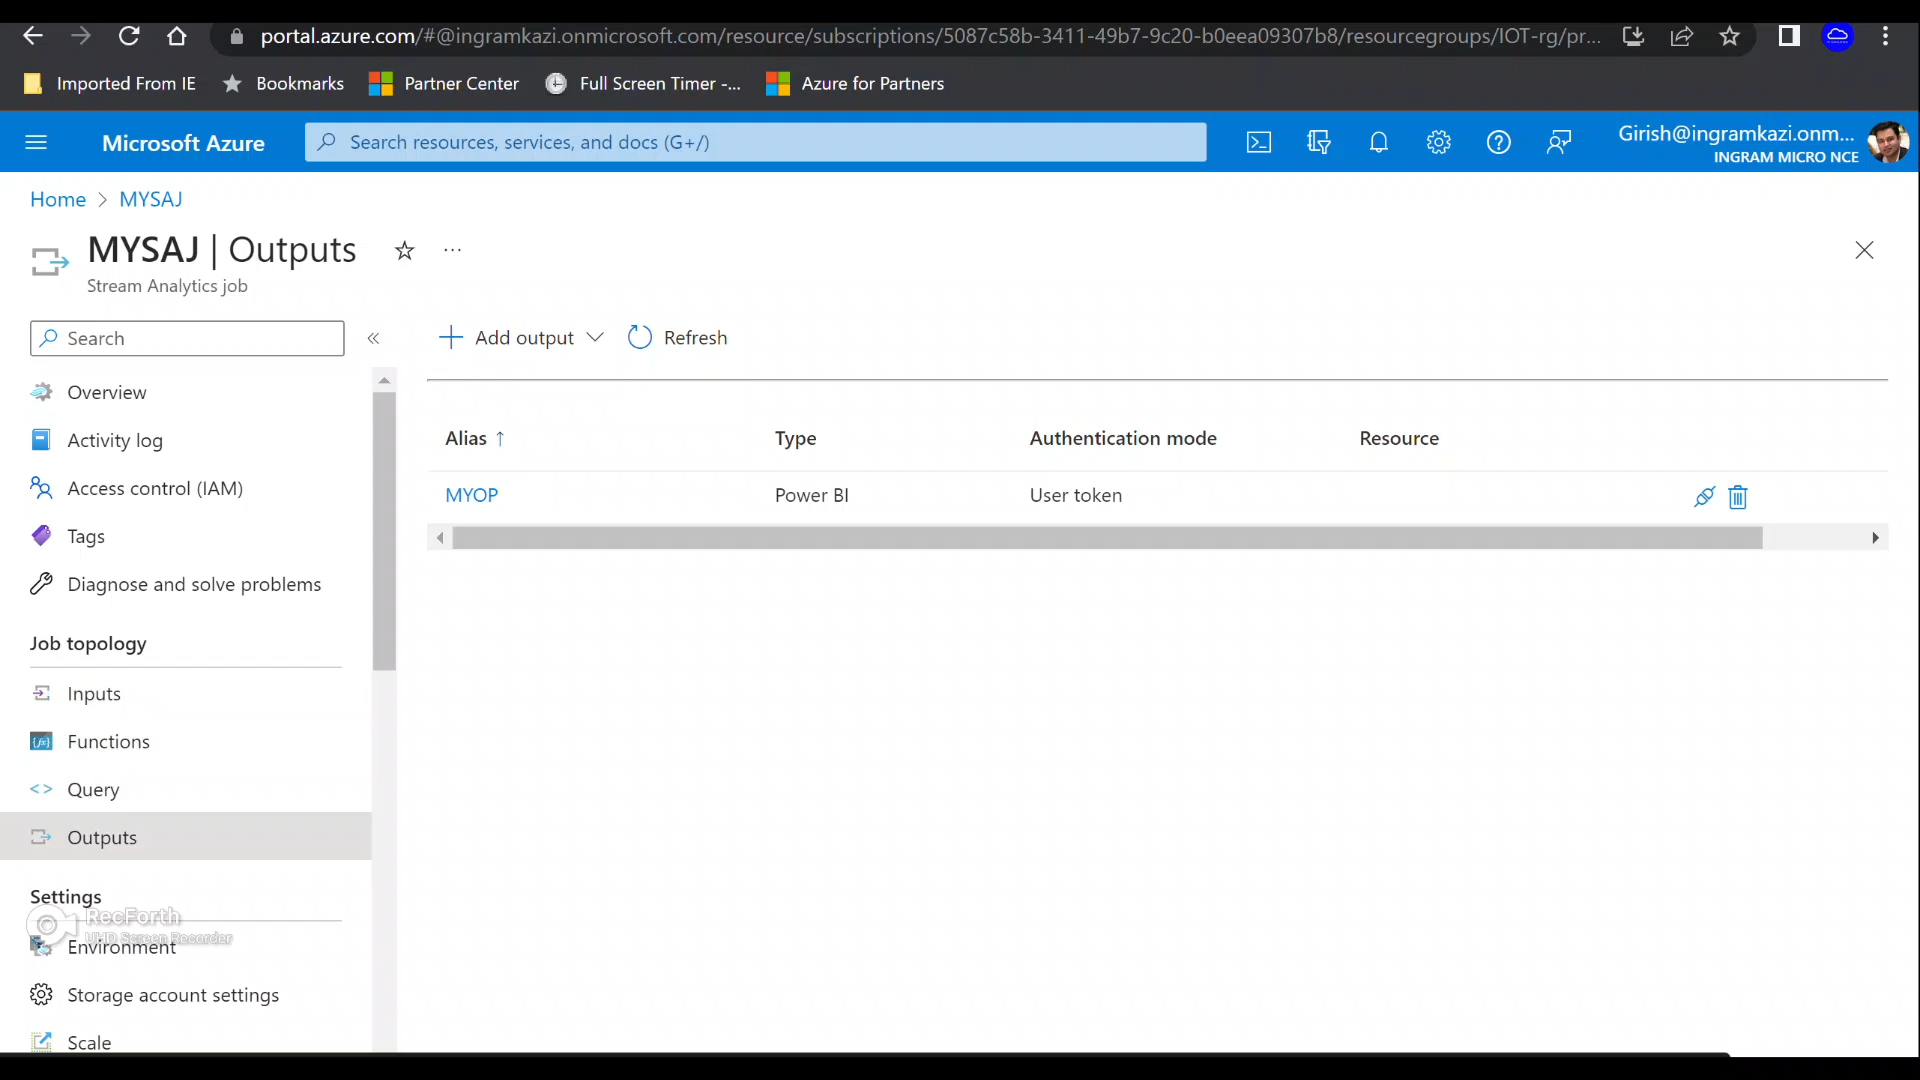 portal.azure.com/#@ingramkazi.onmicrosoft.com/resource/subscriptions/5087c58b-3411-49b7-9c20-b0eea09307b8/resourcegroups/IOT-rg/pr...
Imported From IE Bookmarks Partner Center Full Screen Timer -... Azure for Partners
Microsoft Azure
Search resources, services, and docs (G+/)
Girish@ingramkazi.onm...
INGRAM MICRO NCE
Home > MYSAJ
MYSAJ | Outputs
Stream Analytics job
Search
Add output Refresh
Overview
Activity log
Access control (IAM)
Tags
Diagnose and solve problems
Job topology
Inputs
Functions
Query
Outputs
Settings
Environment
Storage account settings
Scale
Alias ↑ Type Authentication mode Resource
MYOP Power BI User token
RecForth
UHD Screen Recorder